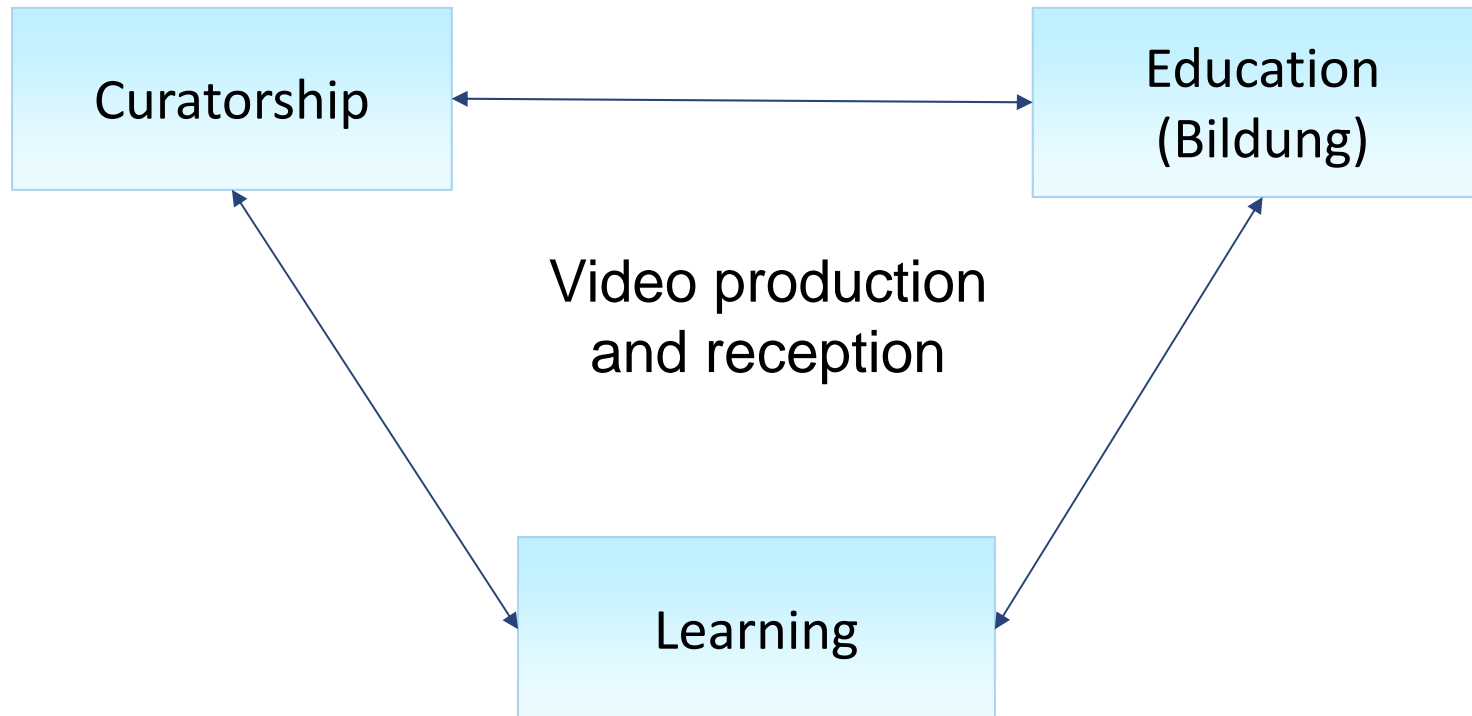 Curatorship
Education
(Bildung)
Video production
and reception
Learning